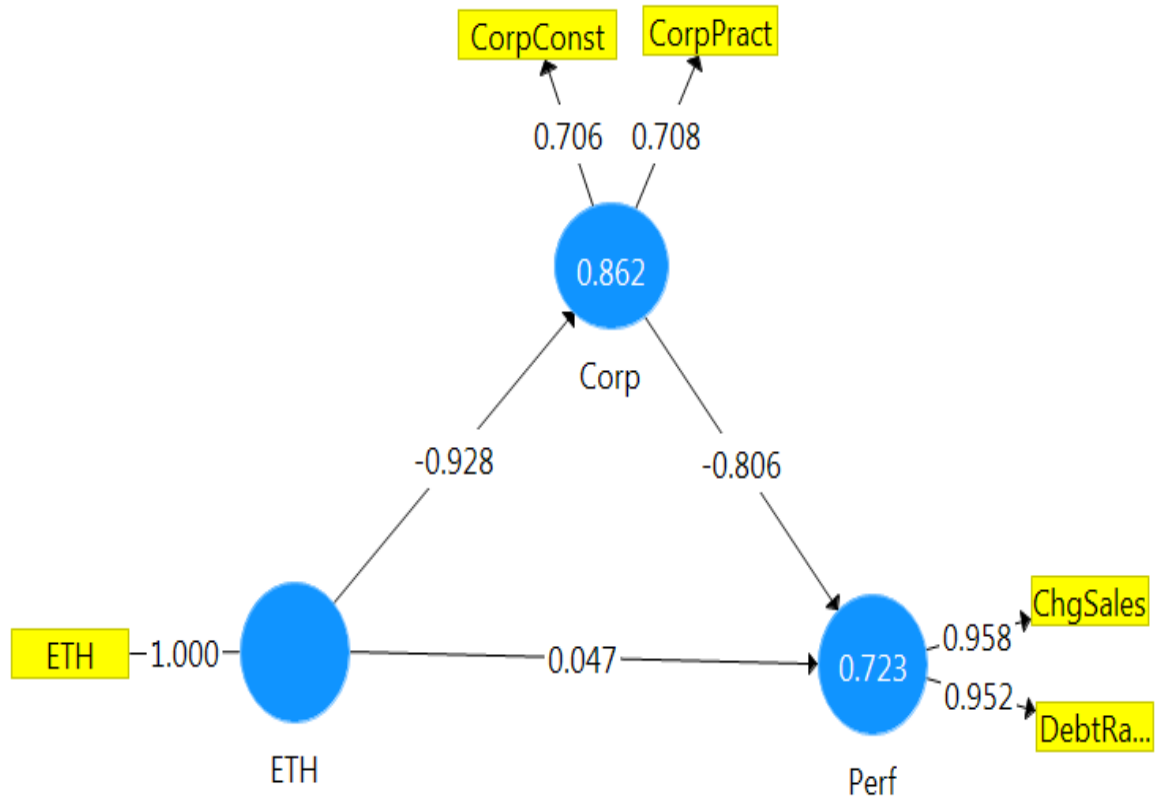 CorpConst
CorpPract
0.706
0.708
0.862
Corp
-0.928
-0.806
ETH
1.000
0.047
0.723
0.958
ChgSales
0.952
DebtRa...
ETH
Perf